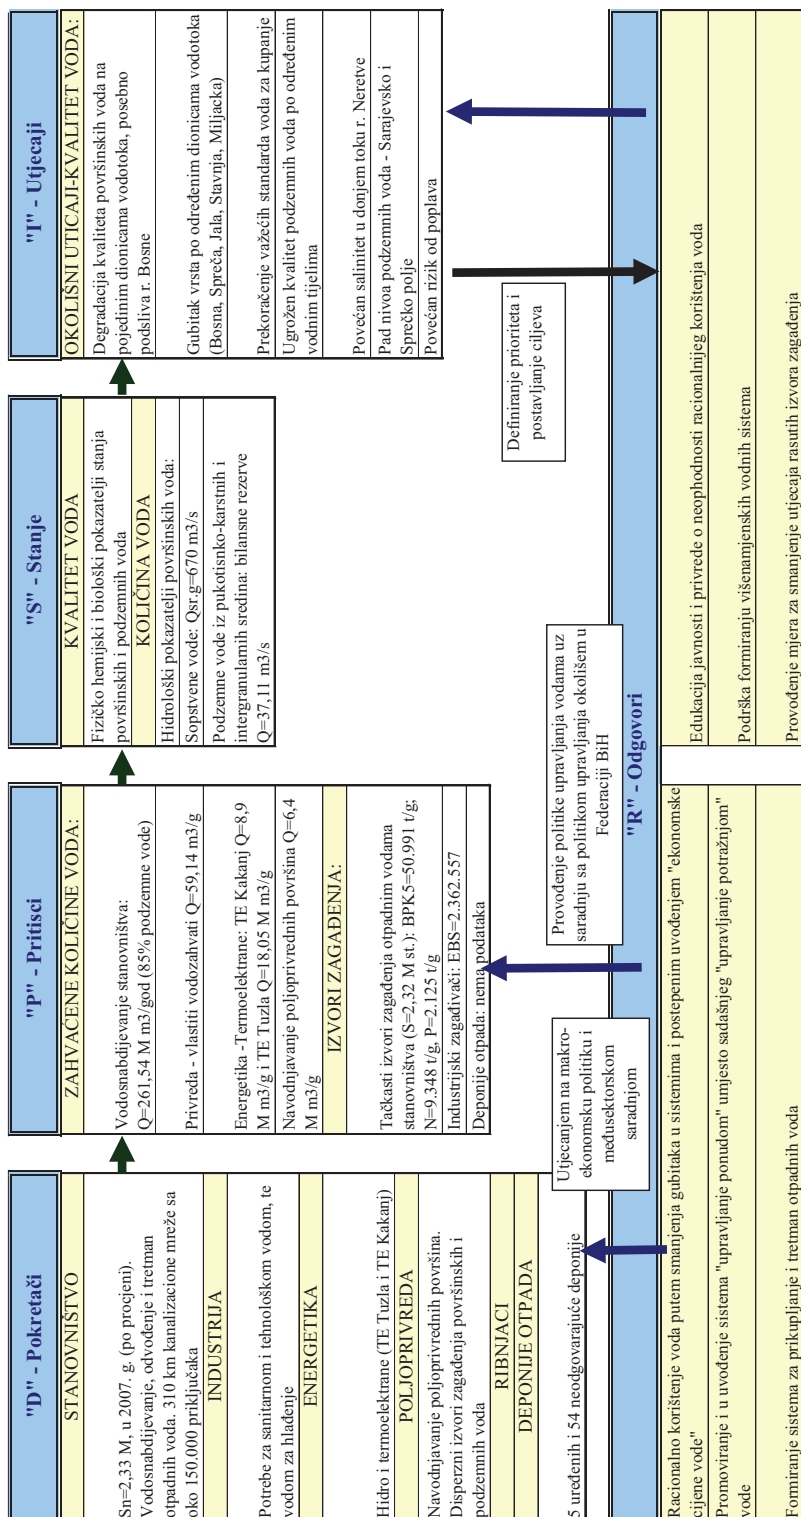 "D" - Pokretači
STANOVNIŠTVO
Sn=2,33 M, u 2007. g. (po procjeni).
Vodosnabdijevanje, odvođenje i tretman
otpadnih voda. 310 km kanalizacione mreže sa
oko 150.000 priključaka
INDUSTRIJA
Potrebe za sanitarnom i tehnološkom vodom, te
vodom za hlađenje
ENERGETIKA
Hidro i termoelektrane (TE Tuzla i TE Kakanj)
POLJOPRIVREDA
Navodnjavanje poljoprivrednih površina.
Disperzni izvori zagađenja površinskih i
podzemnih voda
RIBNJACI
DEPONIJE OTPADA
5 uređenih i 54 neodgovarajuće deponije
"P" - Pritisci
ZAHVAĆENE KOLIČINE VODA:
Vodosnabdijevanje stanovništva:
Q=261,54 M m3/god (85% podzemne vode)
Privreda - vlastiti vodozahvati Q=59,14 m3/g
Energetika -Termoelektrane: TE Kakanj Q=8,9
M m3/g i TE Tuzla Q=18,05 M m3/g
Navodnjavanje poljoprivrednih površina Q=6,4
M m3/g
IZVORI ZAGAĐENJA:
Tačkasti izvori zagađenja otpadnim vodama
stanovništva (S=2,32 M st.): BPK5=50.991 t/g;
N=9.348 t/g, P=2.125 t/g
Industrijski zagađivači: EBS=2.362.557
Deponije otpada: nema podataka
"S" - Stanje
KVALITET VODA
Fizičko hemijski i biološki pokazatelji stanja
površinskih i podzemnih voda
KOLIČINA VODA
Hidrološki pokazatelji površinskih voda:
Sopstvene vode: Qsr.g=670 m3/s
Podzemne vode iz pukotisnko-karstnih i
intergranularnih sredina: bilansne rezerve
Q=37,11 m3/s
"I" - Utjecaji
OKOLIŠNI UTICAJI-KVALITET VODA:
Degradacija kvaliteta površinskih voda na
pojedinim dionicama vodotoka, posebno
podsliva r. Bosne
Gubitak vrsta po određenim dionicama vodotoka
(Bosna, Spreča, Jala, Stavnja, Miljacka)
Prekoračenje važećih standarda voda za kupanje
Ugrožen kvalitet podzemnih voda po određenim
vodnim tijelima
Povećan salinitet u donjem toku r. Neretve
Pad nivoa podzemnih voda - Sarajevsko i
Sprečko polje
Povećan rizik od poplava
Utjecanjem na makro-
ekonomsku politiku i
međusektorskom
saradnjom
Provođenje politike upravljanja vodama uz
saradnju sa politikom upravljanja okolišem u
Federaciji BiH
Definiranje prioriteta i
postavljanje ciljeva
"R" - Odgovori
Racionalno korištenje voda putem smanjenja gubitaka u sistemima i postepenim uvođenjem "ekonomske
cijene vode"
Promoviranje i u uvođenje sistema "upravljanje ponudom" umjesto sadašnjeg "upravljanje potražnjom"
vode
Formiranje sistema za prikupljanje i tretman otpadnih voda
Edukacija javnosti i privrede o neophodnosti racionalnijeg korištenja voda
Podrška formiranju višenamjenskih vodnih sistema
Provođenje mjera za smanjenje utjecaja rasutih izvora zagađenja